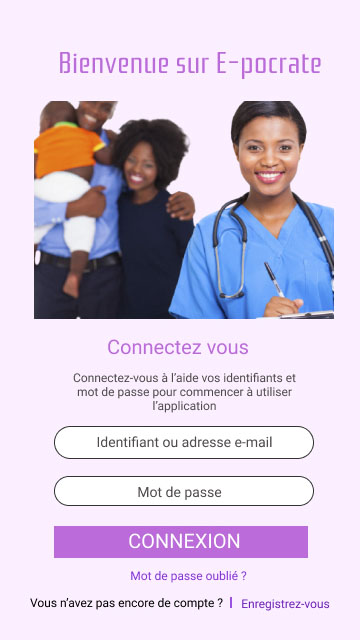 Bienvenue sur E-pocrate
Connectez vous
Connectez-vous à l'aide vos identifiants et
mot de passe pour commencer à utiliser
l'application
Identifiant ou adresse e-mail
Mot de passe
CONNEXION
Mot de passe oublié ?
Vous n'avez pas encore de compte ? | Enregistrez-vous